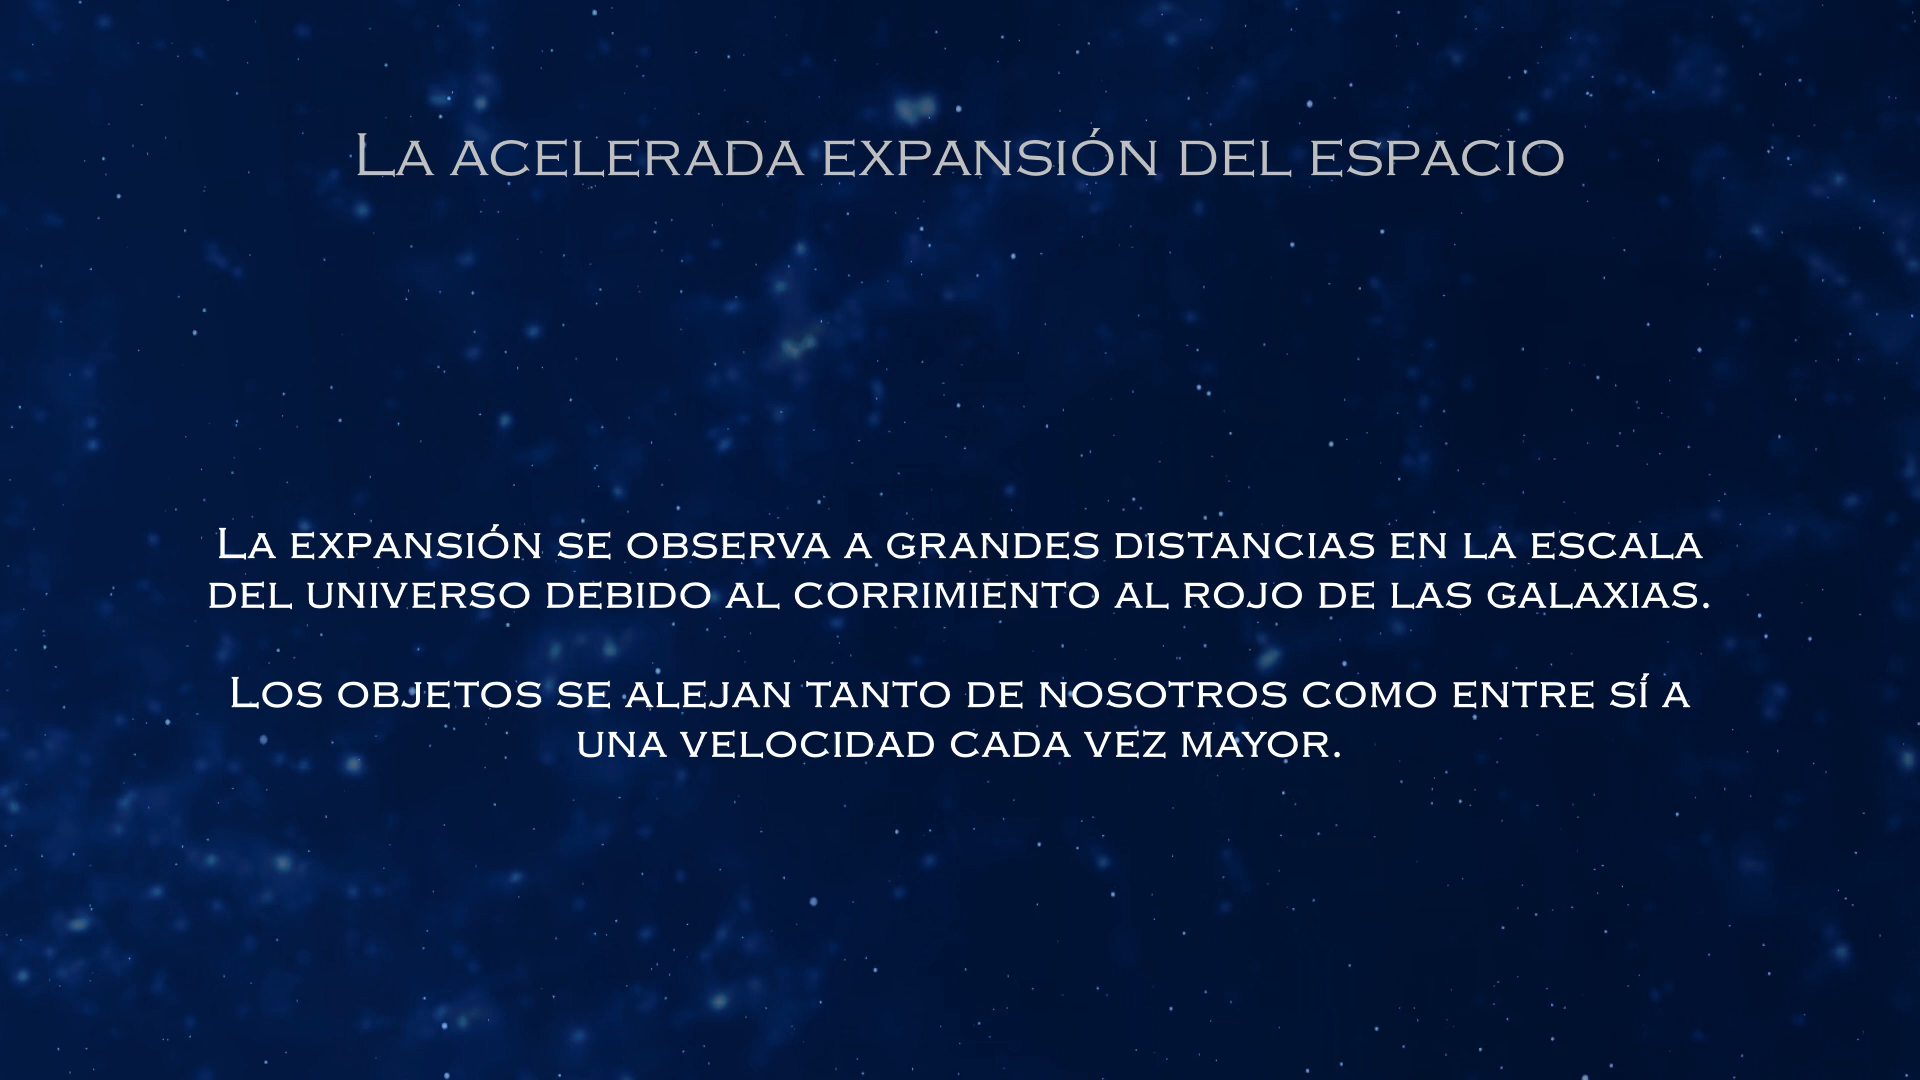 La acelerada expansión del espacio
La expansión se observa a grandes distancias en la escala
del universo debido al corrimiento al rojo de las galaxias.
Los objetos se alejan tanto de nosotros como entre sí a
una velocidad cada vez mayor.